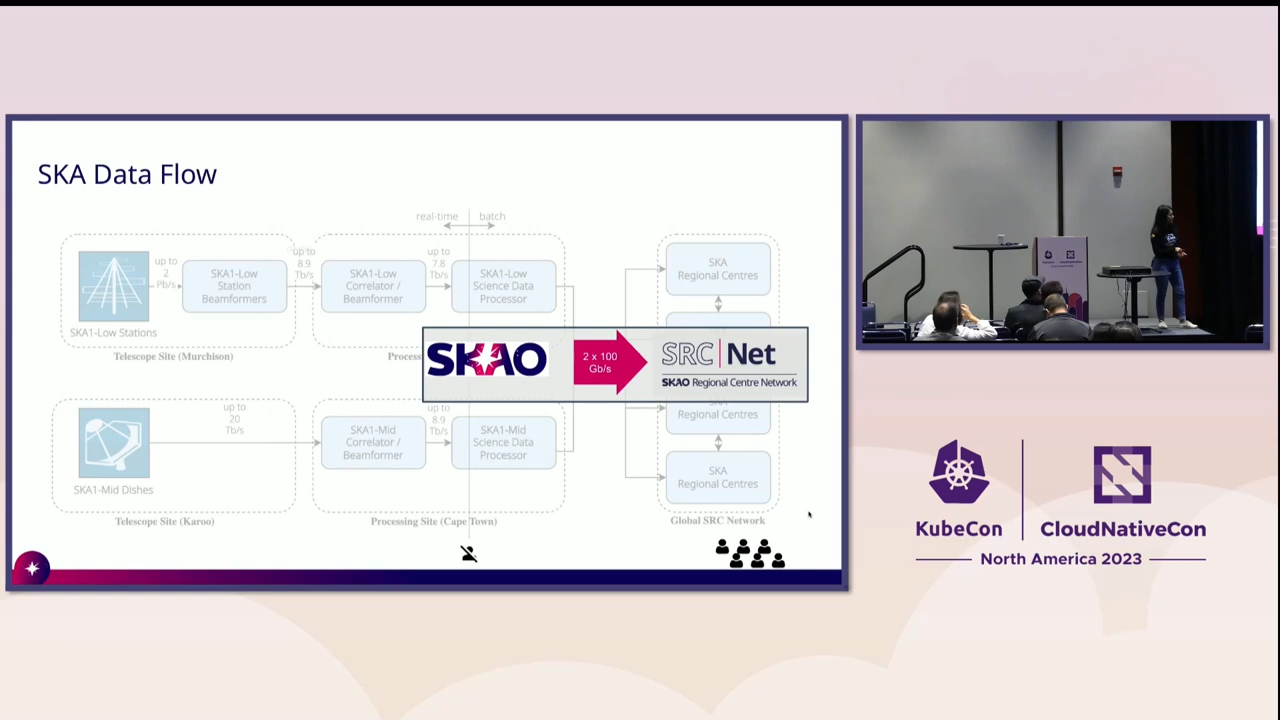 SKA Data Flow
real-time
batch
up to
2
Pb/s
up to
8.9
Tb/s
up to
7.8
Tb/s
SKA1-Low
Station
Beamformers
SKA1-Low
Correlator /
Beamformer
SKA1-Low
Science Data
Processor
SKA
Regional Centres
SKA1-Low Stations
Telescope Site (Murchison)
Process
SKAO
2 x 100
Gb/s
SRC Net
SKAO Regional Centre Network
up to
20
Tb/s
up to
8.9
Tb/s
SKA1-Mid
Correlator /
Beamformer
SKA1-Mid
Science Data
Processor
SKA
Regional Centres
SKA
Regional Centres
SKA1-Mid Dishes
Telescope Site (Karoo)
Processing Site (Cape Town)
Global SRC Network
KubeCon
CloudNativeCon
North America 2023